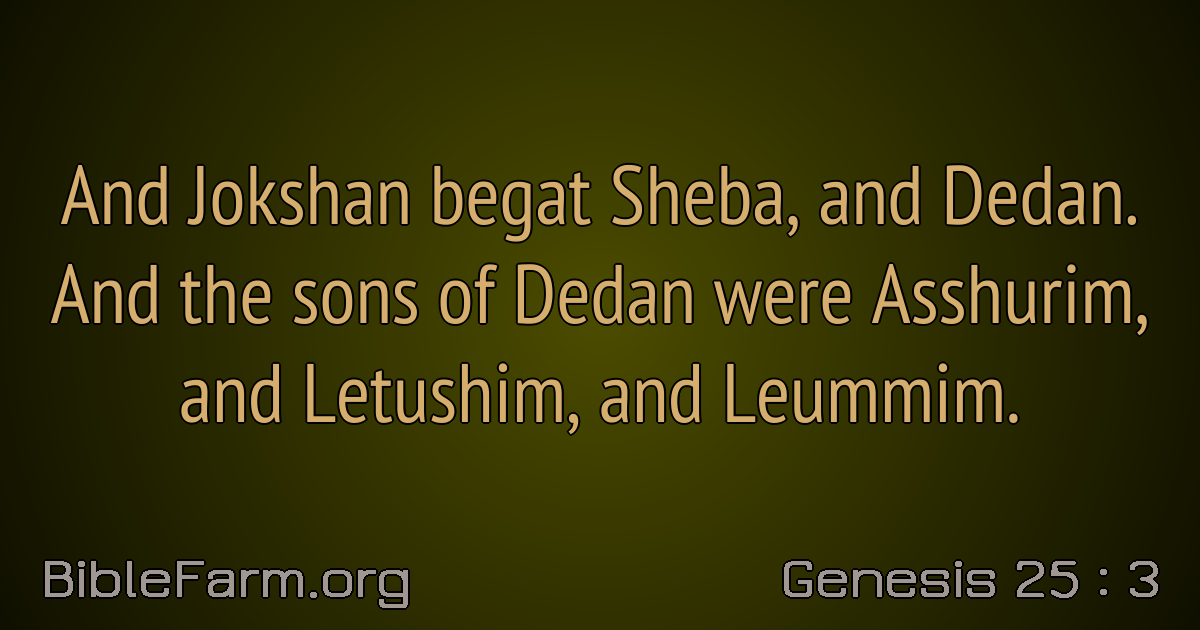 And Jokshan begat Sheba, and Dedan.
And the sons of Dedan were Asshurim,
and Letushim, and Leummim.
BibleFarm.org
Genesis 25 : 3